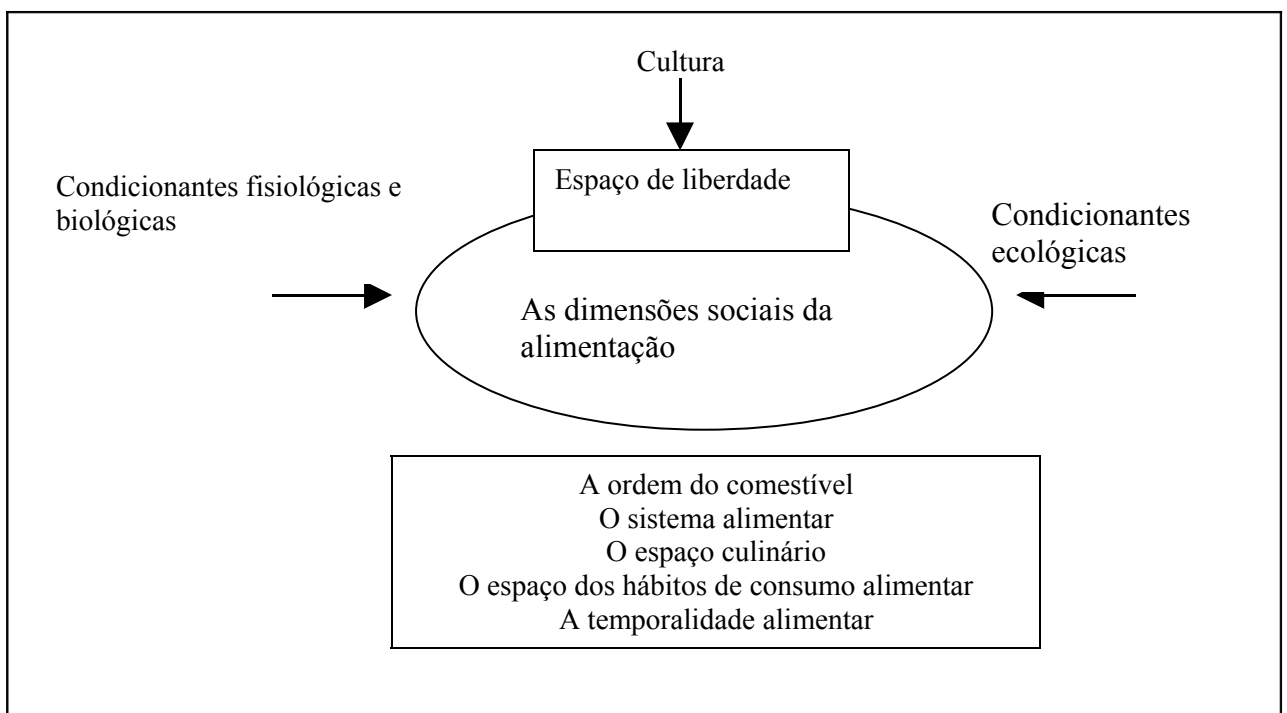 Cultura
Espaço de liberdade
Condicionantes fisiológicas e
biológicas
Condicionantes
ecológicas
As dimensões sociais da
alimentação
A ordem do comestível
O sistema alimentar
O espaço culinário
O espaço dos hábitos de consumo alimentar
A temporalidade alimentar